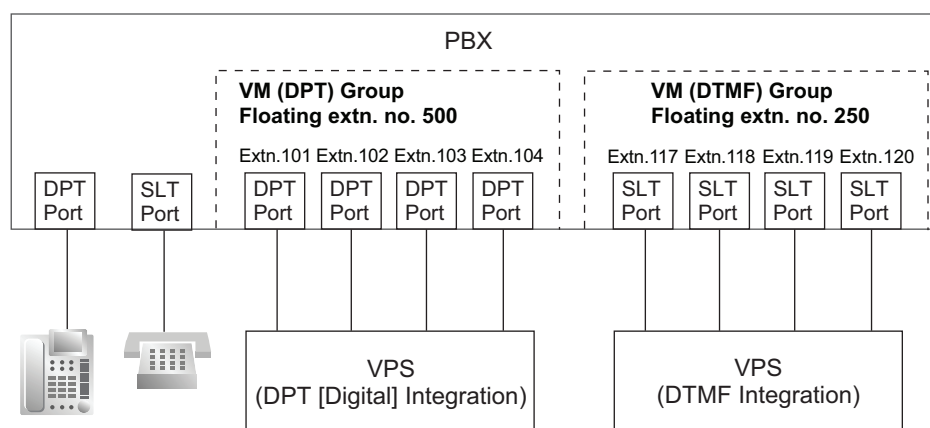 PBX
VM (DPT) Group
Floating extn. no. 500
VM (DTMF) Group
Floating extn. no. 250
Extn.101 Extn.102 Extn.103 Extn.104
Extn.117 Extn.118 Extn.119 Extn.120
DPT Port
SLT Port
DPT Port
DPT Port
DPT Port
DPT Port
SLT Port
SLT Port
SLT Port
SLT Port
VPS
(DPT [Digital] Integration)
VPS
(DTMF Integration)